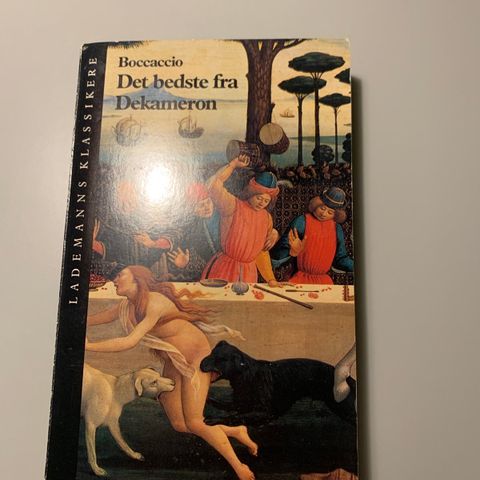 Boccaccio
Det bedste fra
Dekameron
LADEMANNS KLASSIKERE